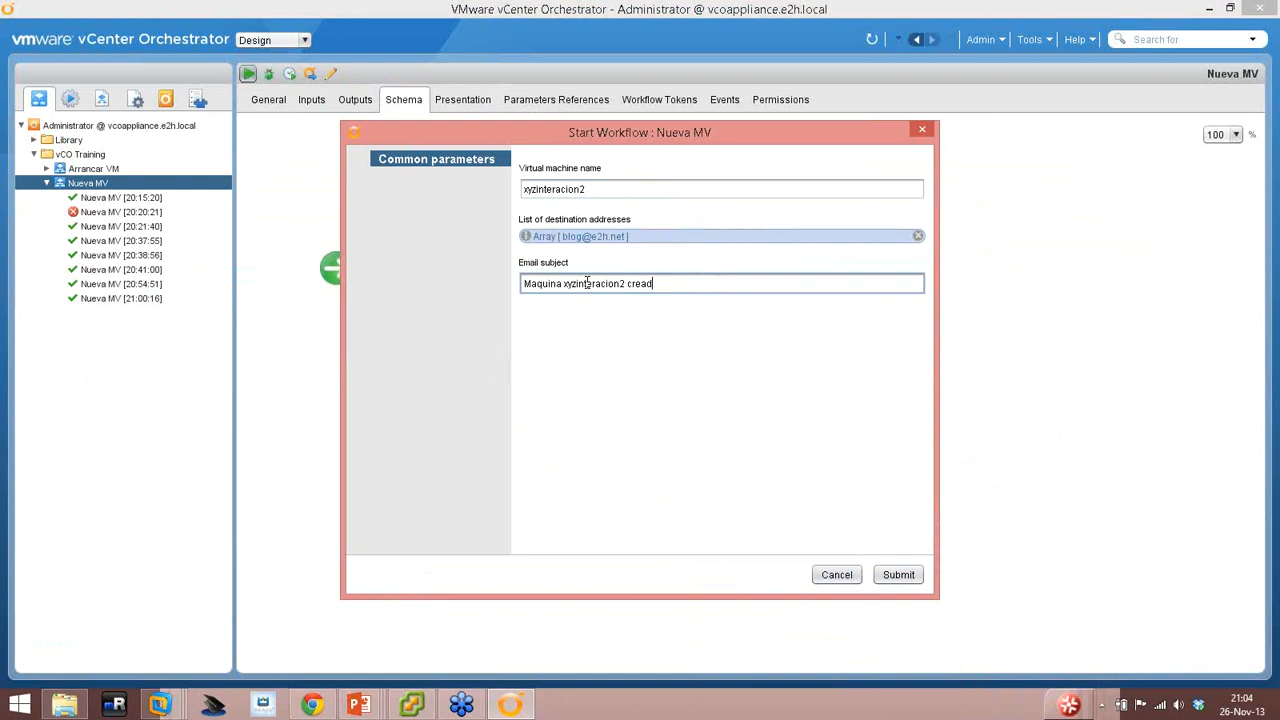 VMware vCenter Orchestrator - Administrator @ vcoappliance.e2h.local
vmware vCenter Orchestrator
Design
Admin
Tools
Help
Search for
Nueva MV
General
Inputs
Outputs
Schema
Presentation
Parameters References
Workflow Tokens
Events
Permissions
100
%
Administrator @ vcoappliance.e2h.local
Library
vCO Training
Arrancar VM
Nueva MV
Nueva MV [20:15:20]
Nueva MV [20:20:21]
Nueva MV [20:21:40]
Nueva MV [20:37:55]
Nueva MV [20:38:56]
Nueva MV [20:41:00]
Nueva MV [20:54:51]
Nueva MV [21:00:16]
Start Workflow : Nueva MV
Common parameters
Virtual machine name
xyzinteracion2
List of destination addresses
Array [ blog@e2h.net ]
Email subject
Maquina xyzinteracion2 cread
Cancel
Submit
21:04
26-Nov-13